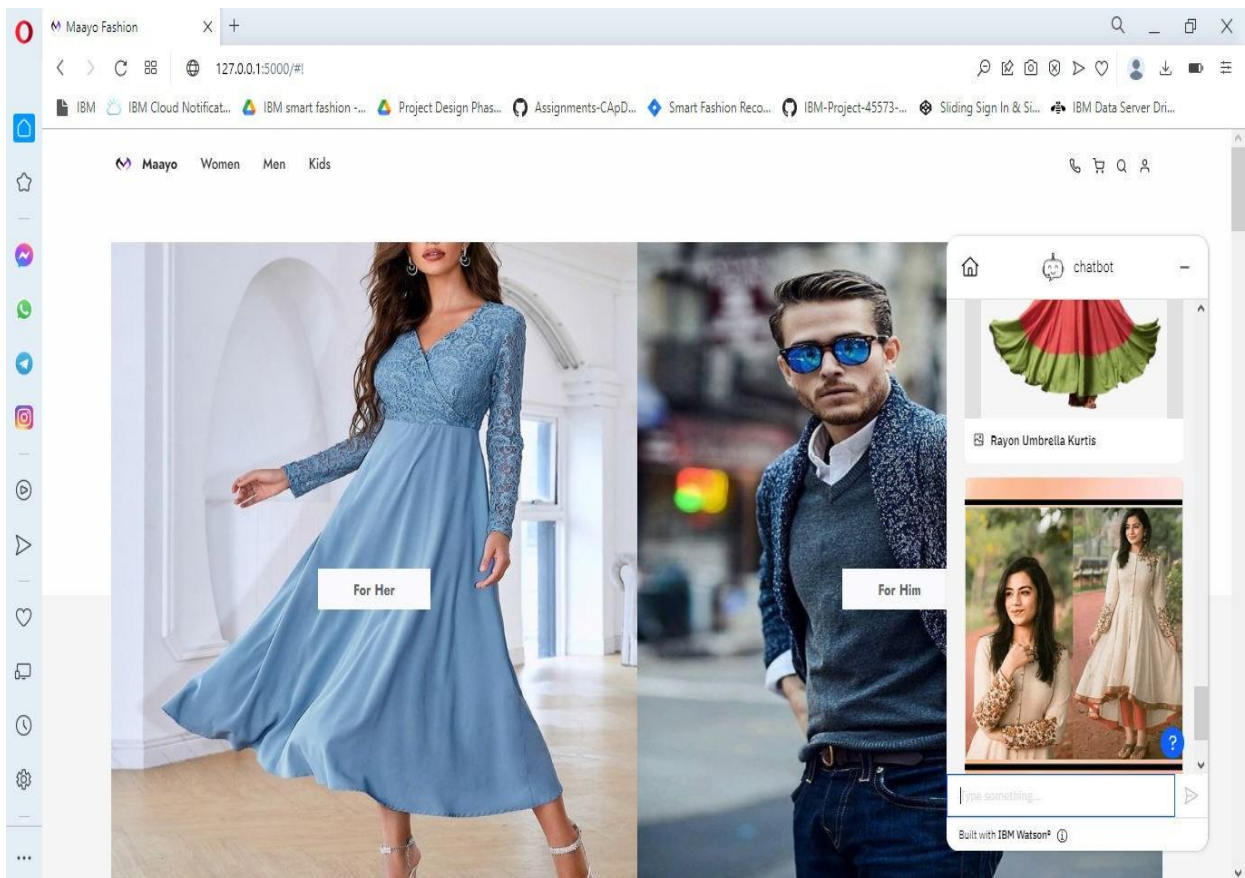 Maayo Fashion
127.0.0.1:5000/#!
IBM
IBM Cloud Notificat...
IBM smart fashion -...
Project Design Phas...
Assignments-CApD...
Smart Fashion Reco...
IBM-Project-45573-...
Sliding Sign In & Si...
IBM Data Server Dri...
Maayo
Women
Men
Kids
chatbot
Rayon Umbrella Kurtis
For Her
For Him
?
Type something...
Built with IBM Watson®